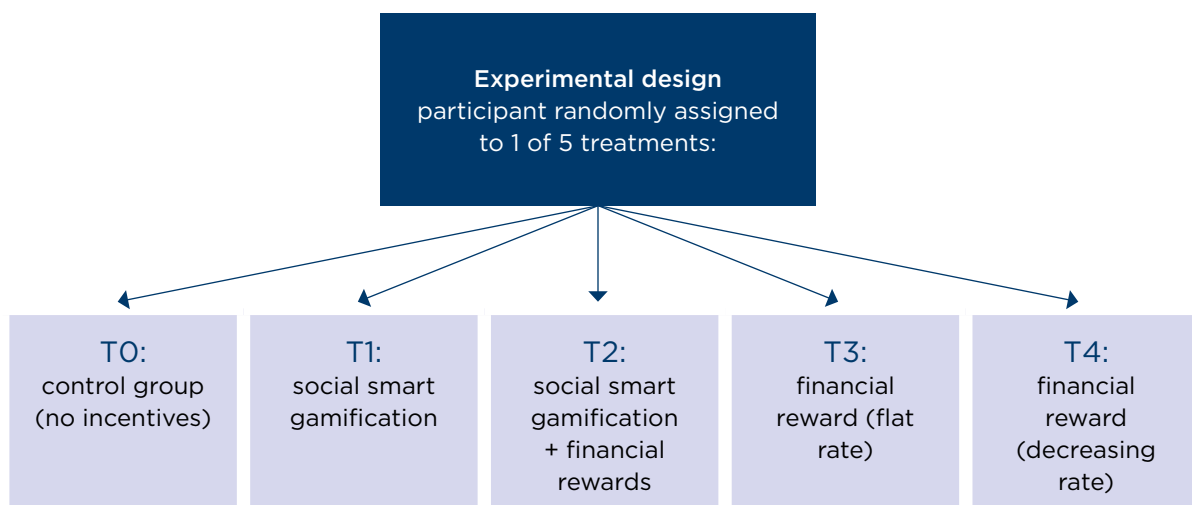 Experimental design
participant randomly assigned
to 1 of 5 treatments:
T0:
control group
(no incentives)
T1:
social smart
gamification
T2:
social smart
gamification
+ financial
rewards
T3:
financial
reward (flat
rate)
T4:
financial
reward
(decreasing
rate)